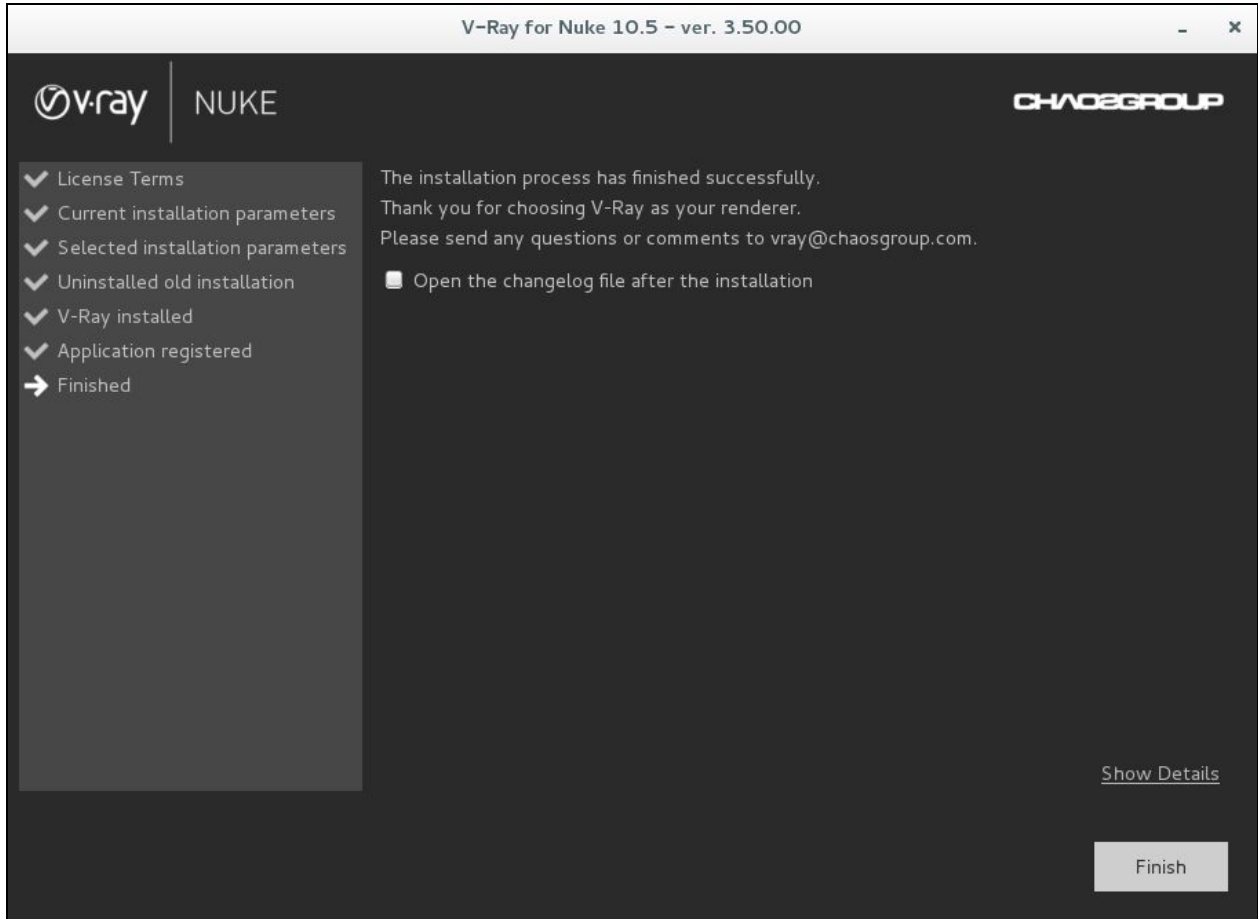 V-Ray for Nuke 10.5 – ver. 3.50.00
v·ray | NUKE
CHAOSGROUP
License Terms
Current installation parameters
Selected installation parameters
Uninstalled old installation
V-Ray installed
Application registered
Finished
The installation process has finished successfully.
Thank you for choosing V-Ray as your renderer.
Please send any questions or comments to vray@chaosgroup.com.
Open the changelog file after the installation
Show Details
Finish